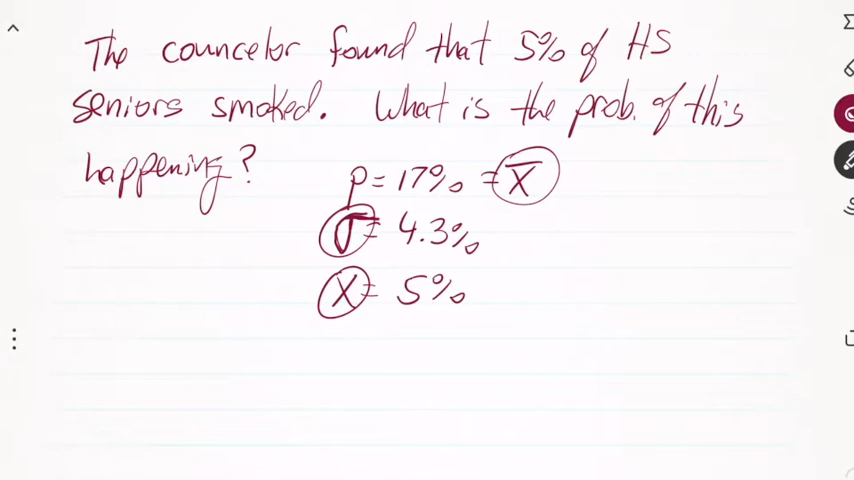 The councelor found that 5% of HS
seniors smoked. What is the prob. of this
happening?
p = 17% = X̅
σ = 4.3%
X = 5%